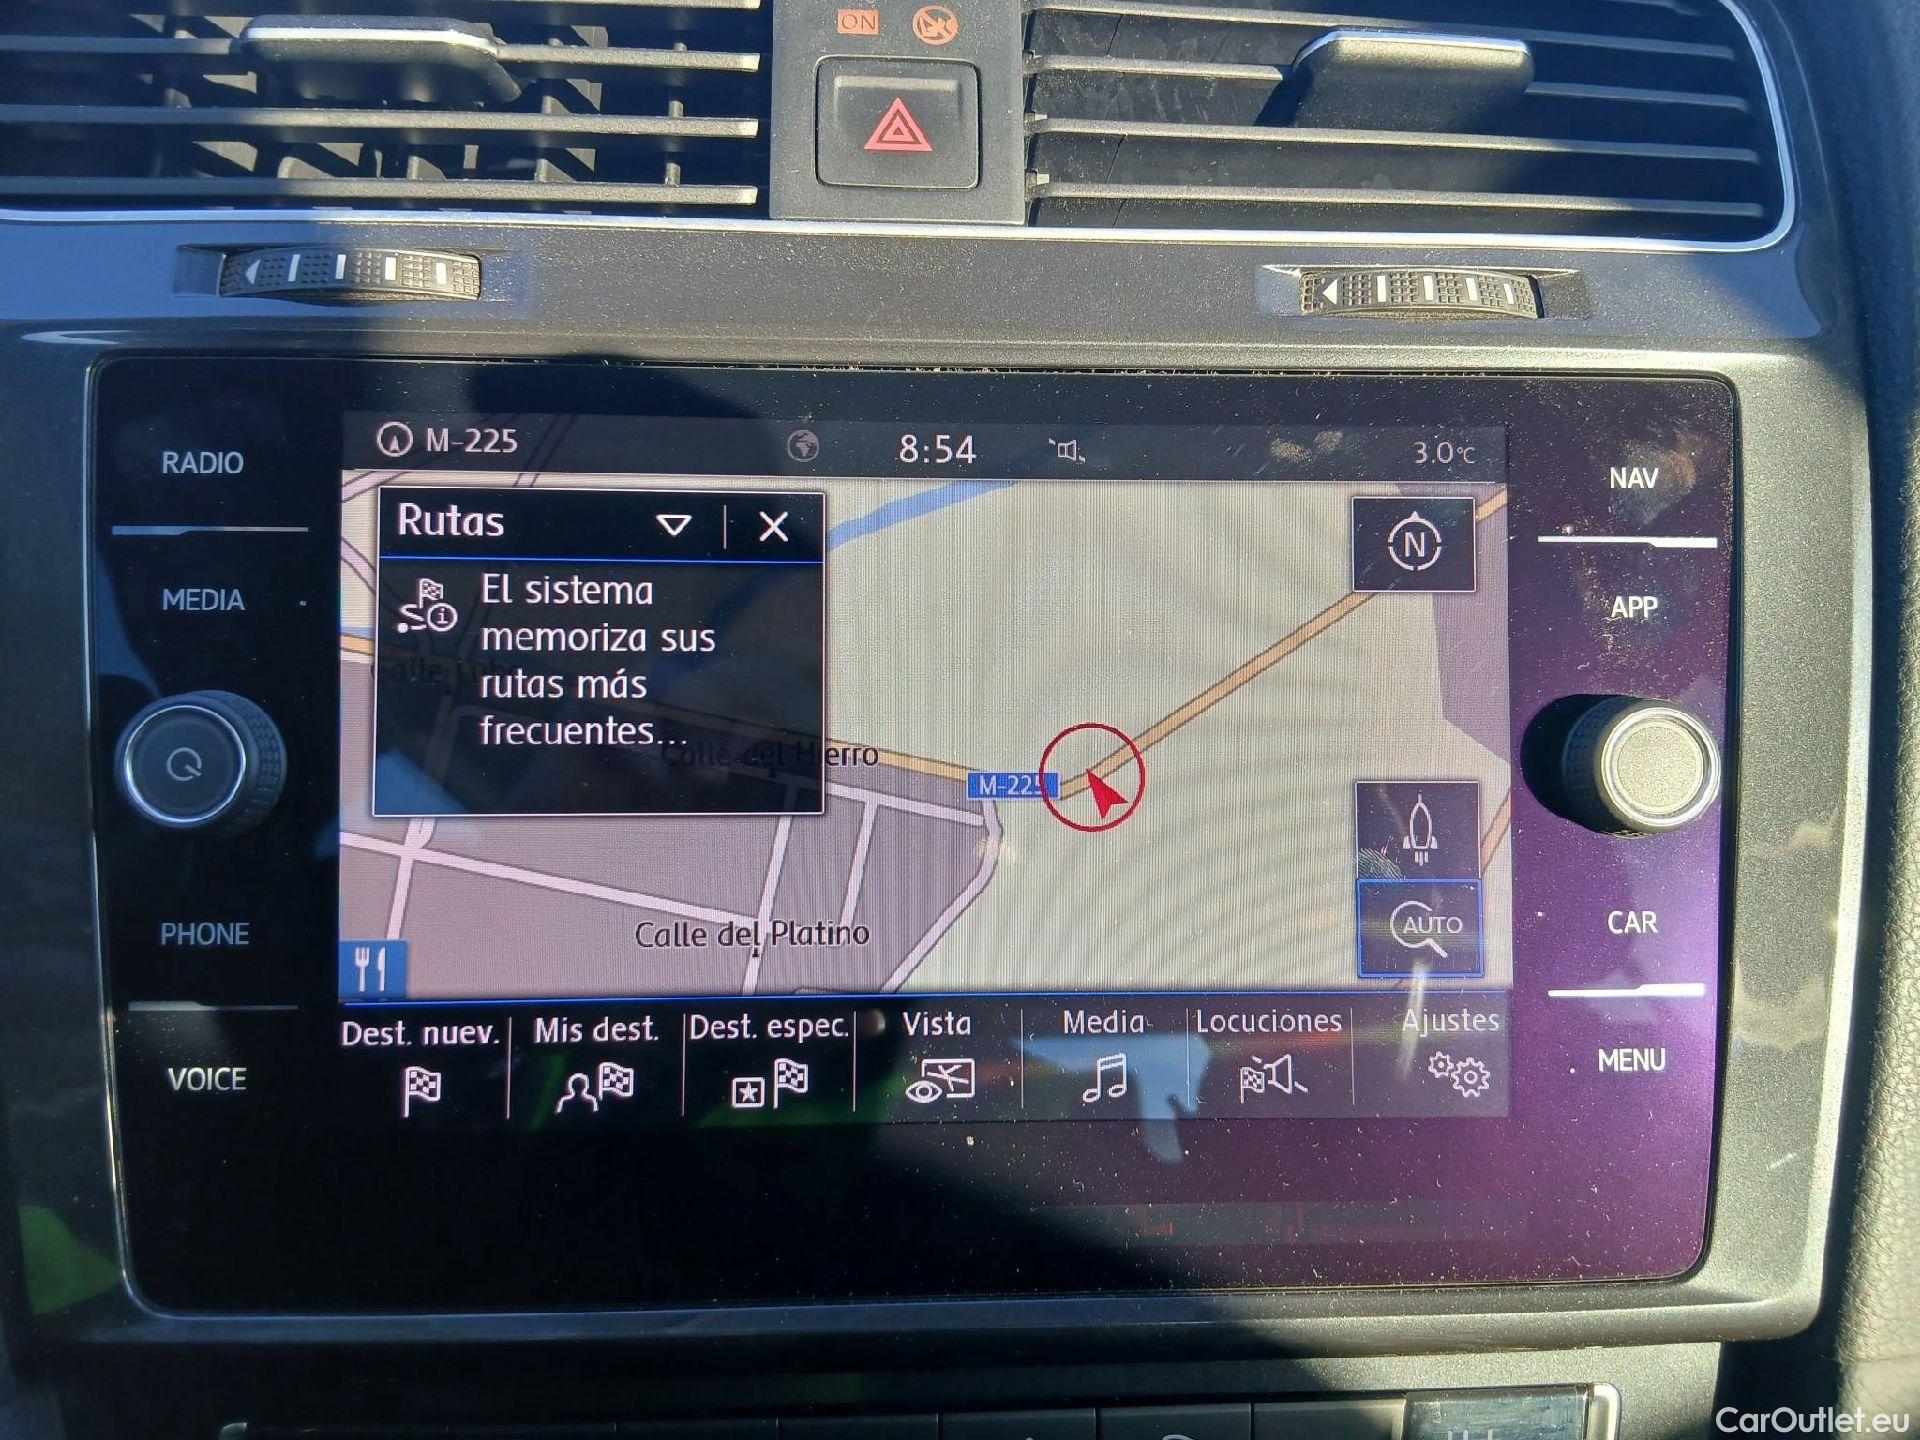 ON
RADIO
MEDIA
PHONE
VOICE
M-225
8:54
3.0°C
Rutas
El sistema
memoriza sus
rutas más
frecuentes...
N
Calle del Hierro
M-225
Calle del Platino
AUTO
Dest. nuev.
Mis dest.
Dest. espec.
Vista
Media
Locuciones
Ajustes
NAV
APP
CAR
MENU
CarOutlet.eu